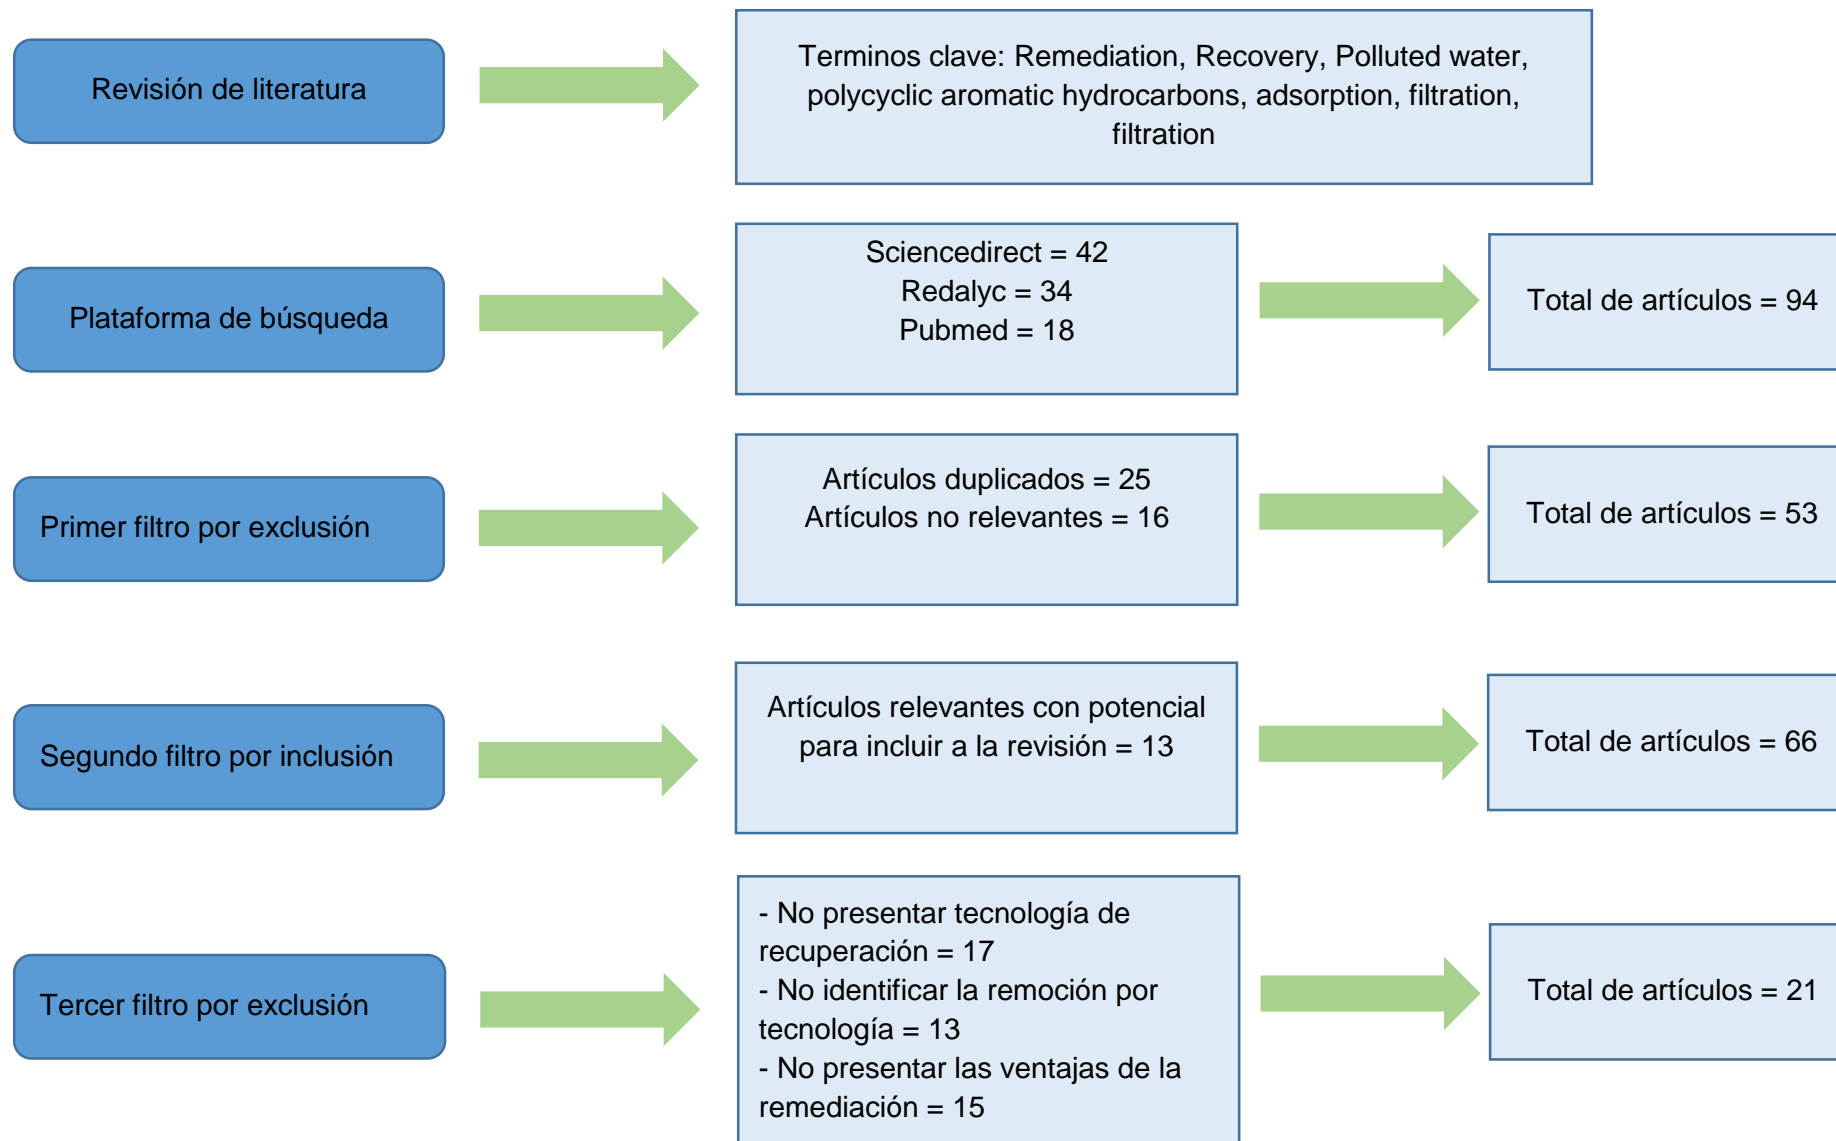 Revisión de literatura
Terminos clave: Remediation, Recovery, Polluted water,
polycyclic aromatic hydrocarbons, adsorption, filtration,
filtration
Plataforma de búsqueda
Sciencedirect = 42
Redalyc = 34
Pubmed = 18
Total de artículos = 94
Primer filtro por exclusión
Artículos duplicados = 25
Artículos no relevantes = 16
Total de artículos = 53
Segundo filtro por inclusión
Artículos relevantes con potencial
para incluir a la revisión = 13
Total de artículos = 66
Tercer filtro por exclusión
- No presentar tecnología de
recuperación = 17
- No identificar la remoción por
tecnología = 13
- No presentar las ventajas de la
remediación = 15
Total de artículos = 21